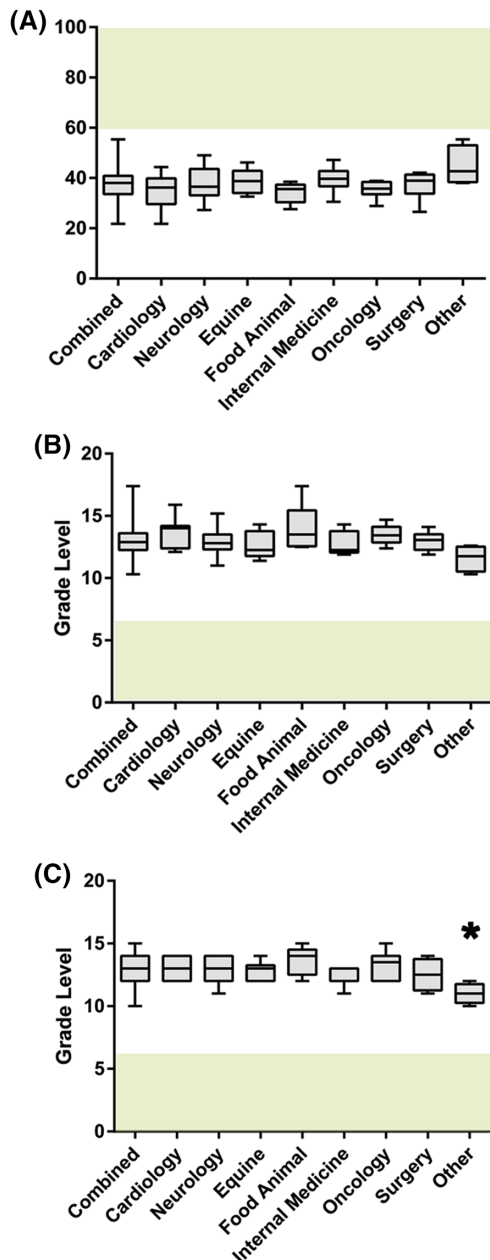 (A)
100
80
60
40
20
0
Combined
Cardiology
Neurology
Equine
Food Animal
Internal Medicine
Oncology
Surgery
Other
(B)
Grade Level
20
15
10
5
0
Combined
Cardiology
Neurology
Equine
Food Animal
Internal Medicine
Oncology
Surgery
Other
(C)
Grade Level
20
15
10
5
0
*
Combined
Cardiology
Neurology
Equine
Food Animal
Internal Medicine
Oncology
Surgery
Other